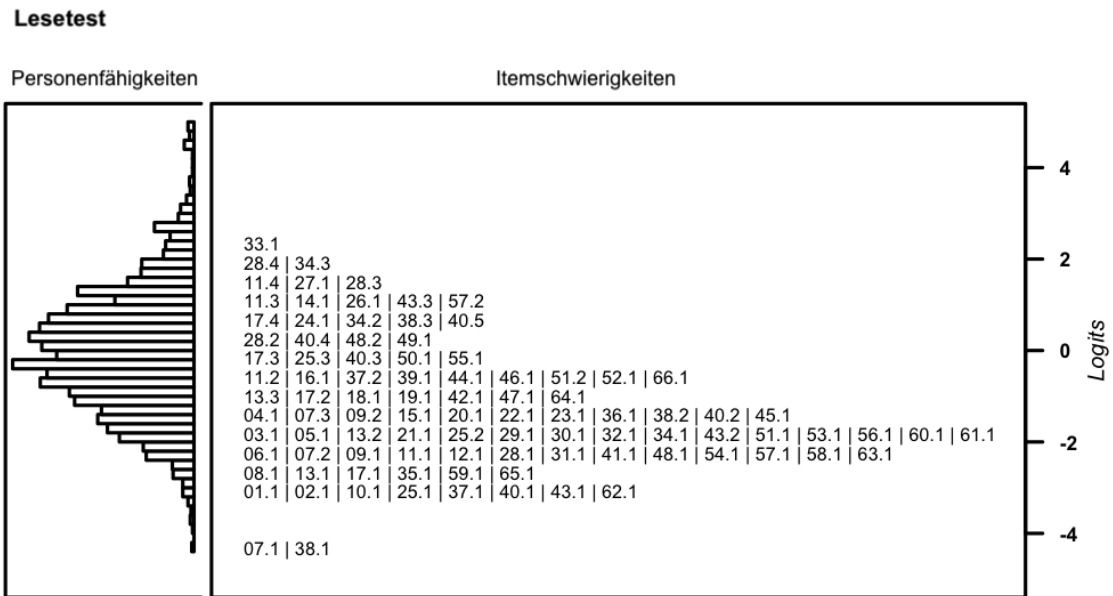 Lesetest
Personenfähigkeiten
Itemschwierigkeiten
33.1
28.4 | 34.3
11.4 | 27.1 | 28.3
11.3 | 14.1 | 26.1 | 43.3 | 57.2
17.4 | 24.1 | 34.2 | 38.3 | 40.5
28.2 | 40.4 | 48.2 | 49.1
17.3 | 25.3 | 40.3 | 50.1 | 55.1
11.2 | 16.1 | 37.2 | 39.1 | 44.1 | 46.1 | 51.2 | 52.1 | 66.1
13.3 | 17.2 | 18.1 | 19.1 | 42.1 | 47.1 | 64.1
04.1 | 07.3 | 09.2 | 15.1 | 20.1 | 22.1 | 23.1 | 36.1 | 38.2 | 40.2 | 45.1
03.1 | 05.1 | 13.2 | 21.1 | 25.2 | 29.1 | 30.1 | 32.1 | 34.1 | 43.2 | 51.1 | 53.1 | 56.1 | 60.1 | 61.1
06.1 | 07.2 | 09.1 | 11.1 | 12.1 | 28.1 | 31.1 | 41.1 | 48.1 | 54.1 | 57.1 | 58.1 | 63.1
08.1 | 13.1 | 17.1 | 35.1 | 59.1 | 65.1
01.1 | 02.1 | 10.1 | 25.1 | 37.1 | 40.1 | 43.1 | 62.1
07.1 | 38.1
4
2
0
-2
-4
Logits